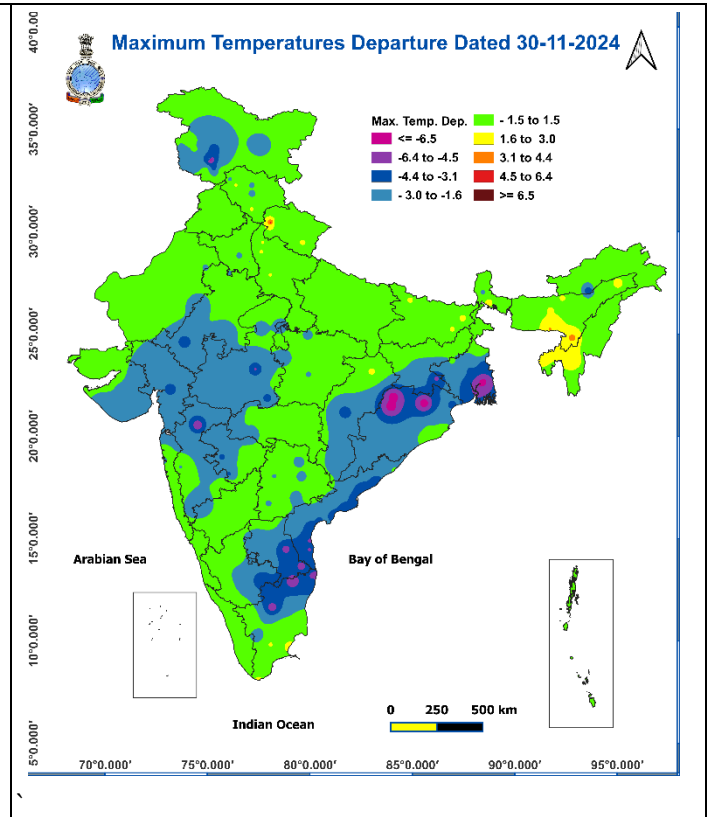 Maximum Temperatures Departure Dated 30-11-2024
Max. Temp. Dep.
<= -6.5
-6.4 to -4.5
-4.4 to -3.1
- 3.0 to -1.6
- 1.5 to 1.5
1.6 to 3.0
3.1 to 4.4
4.5 to 6.4
>= 6.5
40°0.000'
35°0.000'
30°0.000'
25°0.000'
20°0.000'
15°0.000'
10°0.000'
5°0.000'
Arabian Sea
Bay of Bengal
Indian Ocean
0 250 500 km
70°0.000' 75°0.000' 80°0.000' 85°0.000' 90°0.000' 95°0.000'
`